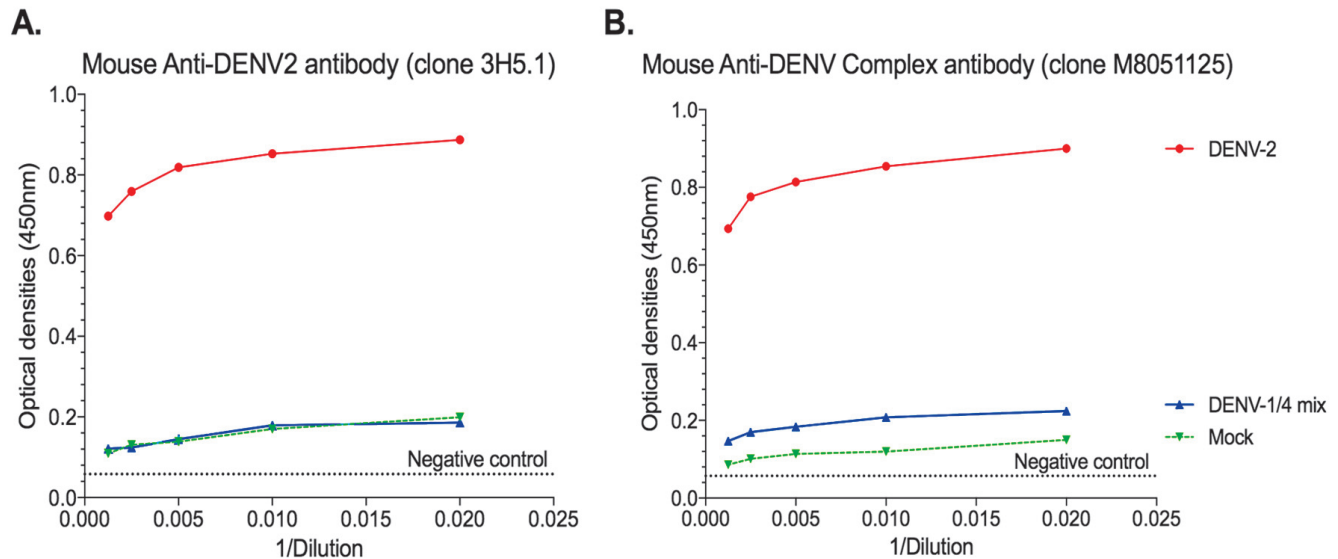 A.
Mouse Anti-DENV2 antibody (clone 3H5.1)
Optical densities (450nm)
1.0
0.8
0.6
0.4
0.2
0.0
Negative control
0.000 0.005 0.010 0.015 0.020 0.025
1/Dilution
B.
Mouse Anti-DENV Complex antibody (clone M8051125)
Optical densities (450nm)
1.0
0.8
0.6
0.4
0.2
0.0
Negative control
0.000 0.005 0.010 0.015 0.020 0.025
1/Dilution
DENV-2
DENV-1/4 mix
Mock